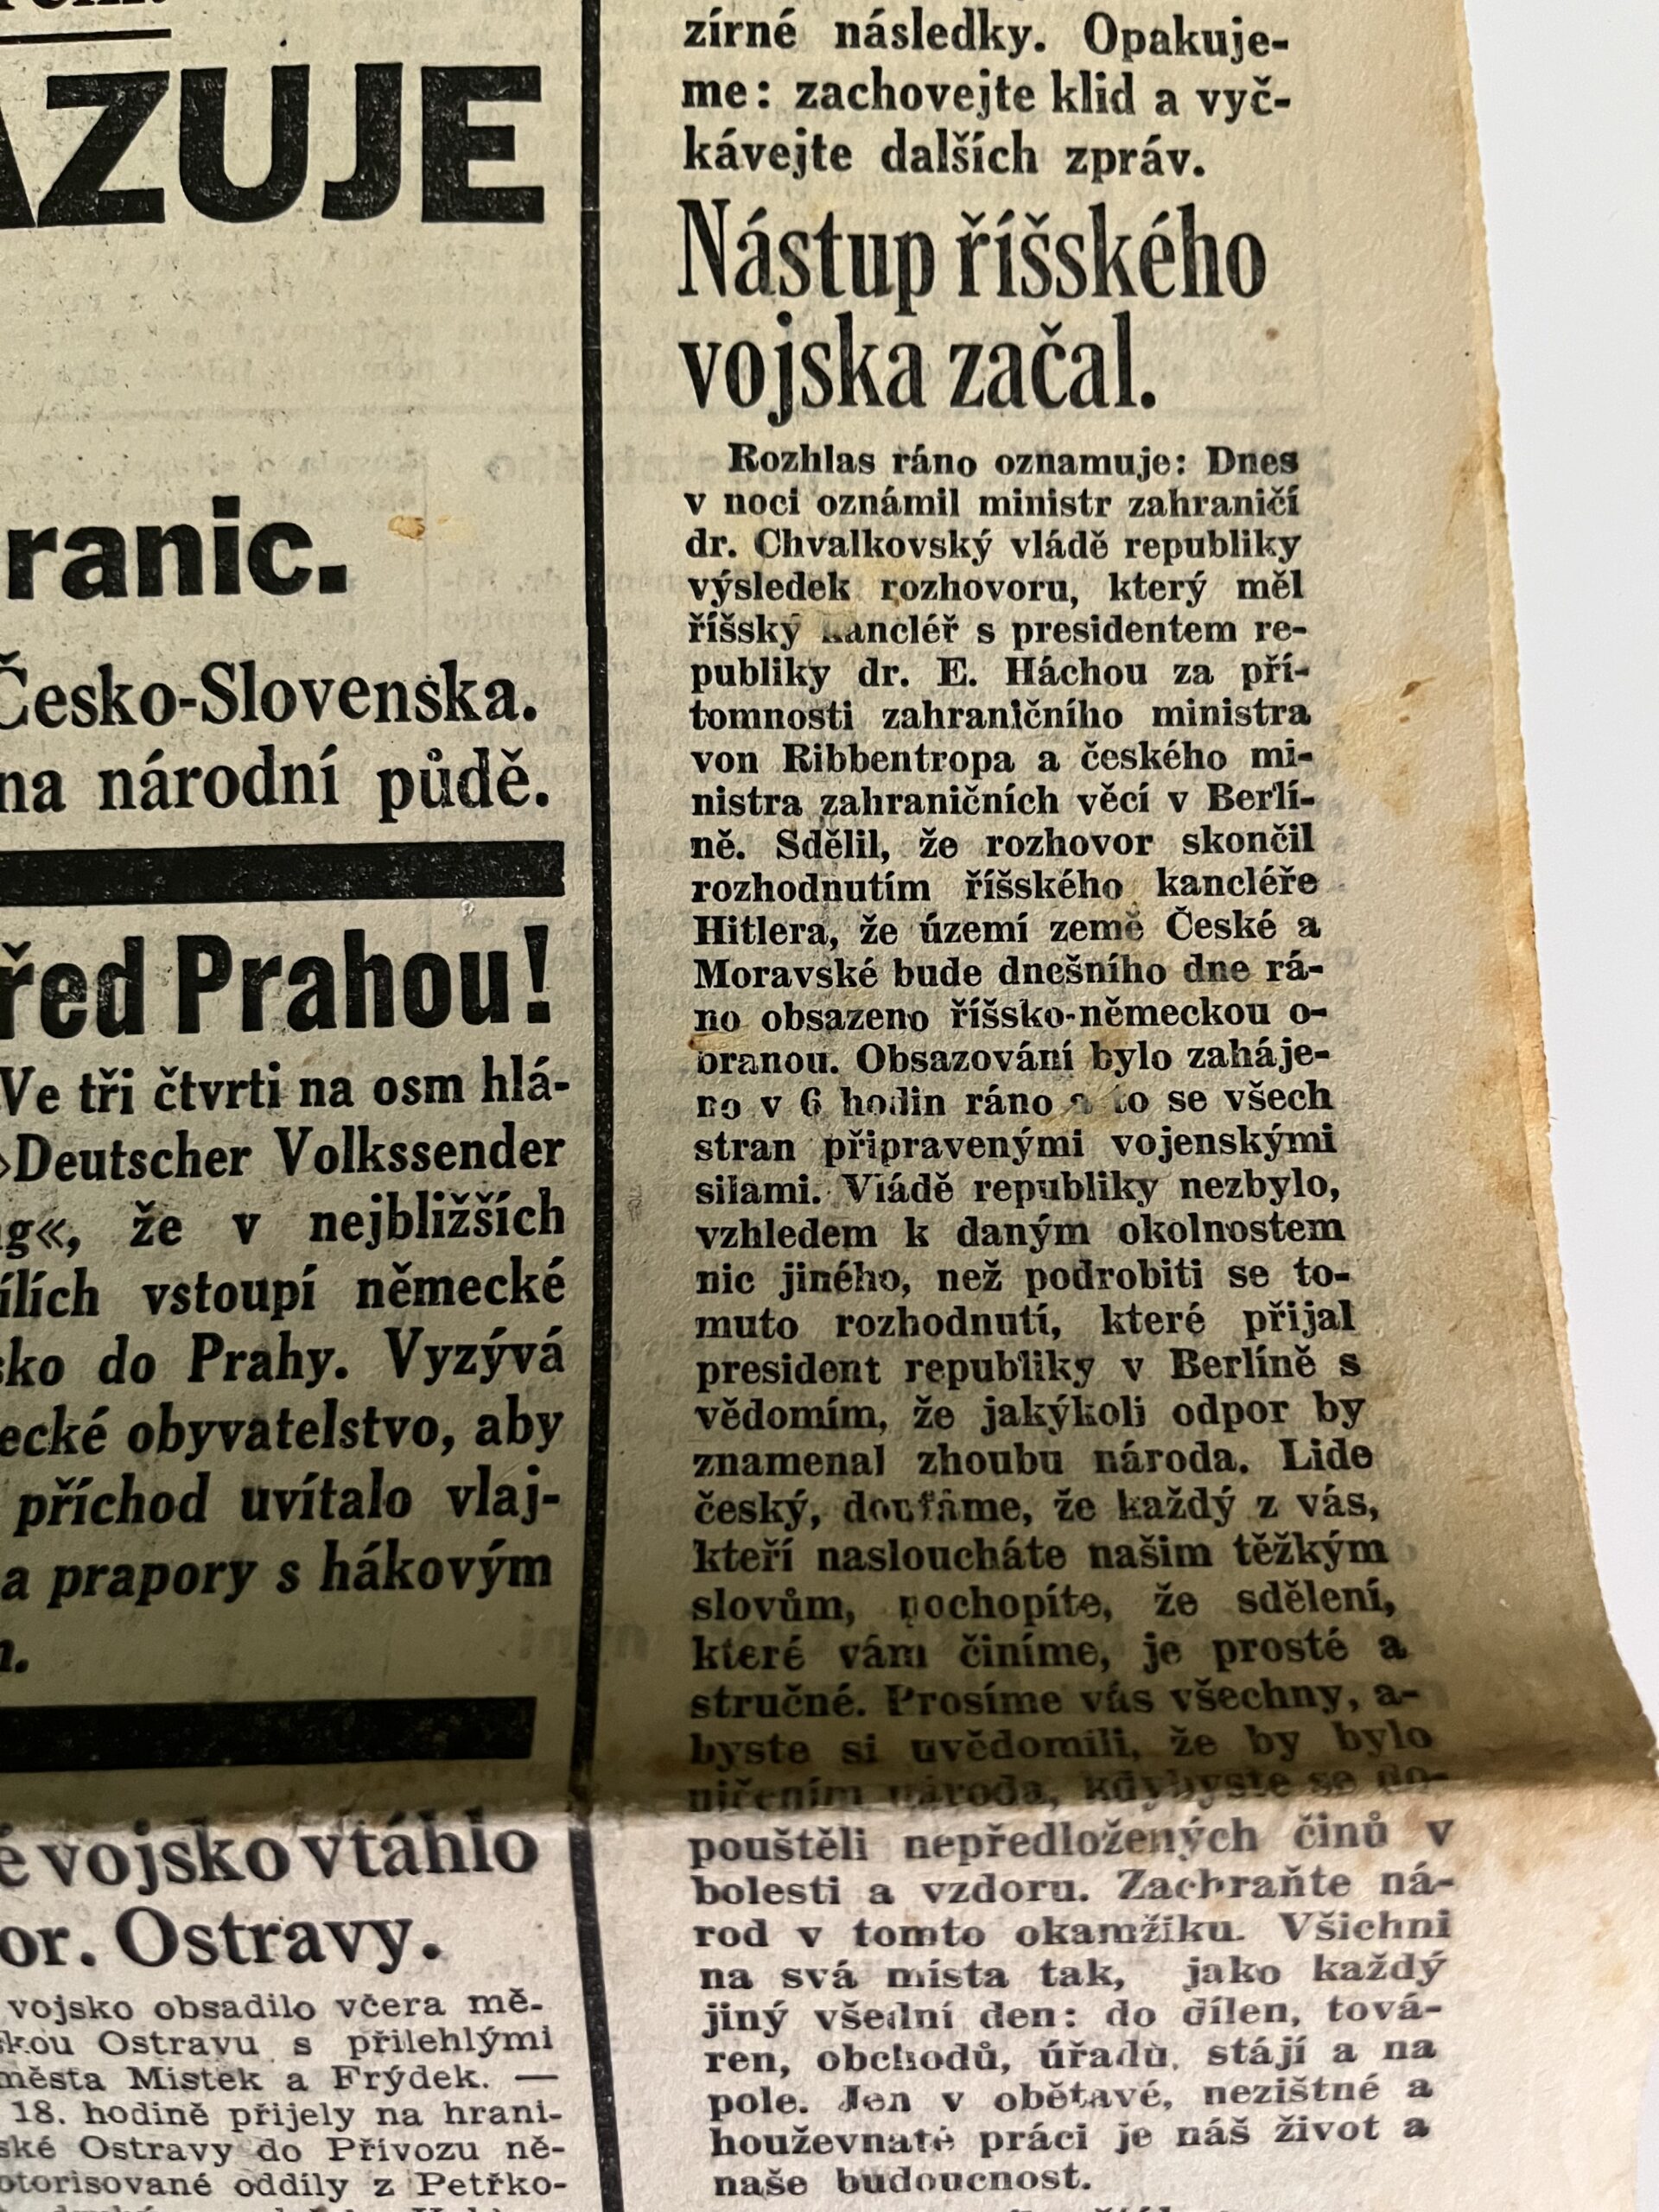 AZUJE
ranic.
Česko-Slovenska.
na národní půdě.
řed Prahou!
Ve tři čtvrti na osm hlá-
»Deutscher Volkssender
g«, že v nejbližších
ílích vstoupí německé
sko do Prahy. Vyzývá
ecké obyvatelstvo, aby
příchod uvítalo vlaj-
a prapory s hákovým
é vojsko vtáhlo
or. Ostravy.
vojsko obsadilo včera mě-
skou Ostravu s přilehlými
města Mistek a Frýdek. —
18. hodině přijely na hrani-
ské Ostravy do Přívozu ně-
otorisované oddíly z Petřko-
zírné následky. Opakuje-
me: zachovejte klid a vyč-
kávejte dalších zpráv.
Nástup říšského
vojska začal.
Rozhlas ráno oznamuje: Dnes
v noci oznámil ministr zahraničí
dr. Chvalkovský vládě republiky
výsledek rozhovoru, který měl
říšský kancléř s presidentem re-
publiky dr. E. Háchou za pří-
tomnosti zahraničního ministra
von Ribbentropa a českého mi-
nistra zahraničních věcí v Berlí-
ně. Sdělil, že rozhovor skončil
rozhodnutím říšského kancléře
Hitlera, že území země České a
Moravské bude dnešního dne rá-
no obsazeno říšsko-německou o-
branou. Obsazování bylo zaháje-
no v 6 hodin ráno a to se všech
stran připravenými vojenskými
silami. Vládě republiky nezbylo,
vzhledem k daným okolnostem
nic jiného, než podrobiti se to-
muto rozhodnutí, které přijal
president republiky v Berlíně s
vědomím, že jakýkoli odpor by
znamenal zhoubu národa. Lide
český, doufáme, že každý z vás,
kteří nasloucháte našim těžkým
slovům, pochopíte, že sdělení,
které vám činíme, je prosté a
stručné. Prosíme vás všechny, a-
byste si uvědomili, že by bylo
ničením národa, kdybyste se do-
pouštěli nepředložených činů v
bolesti a vzdoru. Zachraňte ná-
rod v tomto okamžiku. Všichni
na svá místa tak, jako každý
jiný všední den: do dílen, tová-
ren, obchodů, úřadů, stájí a na
pole. Jen v obětavé, nezištné a
houževnaté práci je náš život a
naše budoucnost.